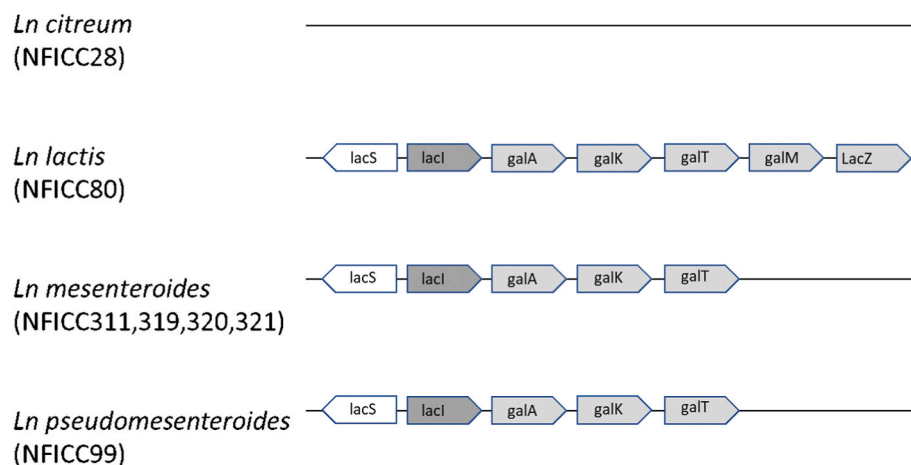 Ln citreum
(NFICC28)
Ln lactis
(NFICC80)
lacS lacI galA galK galT galM LacZ
Ln mesenteroides
(NFICC311,319,320,321)
lacS lacI galA galK galT
Ln pseudomesenteroides
(NFICC99)
lacS lacI galA galK galT